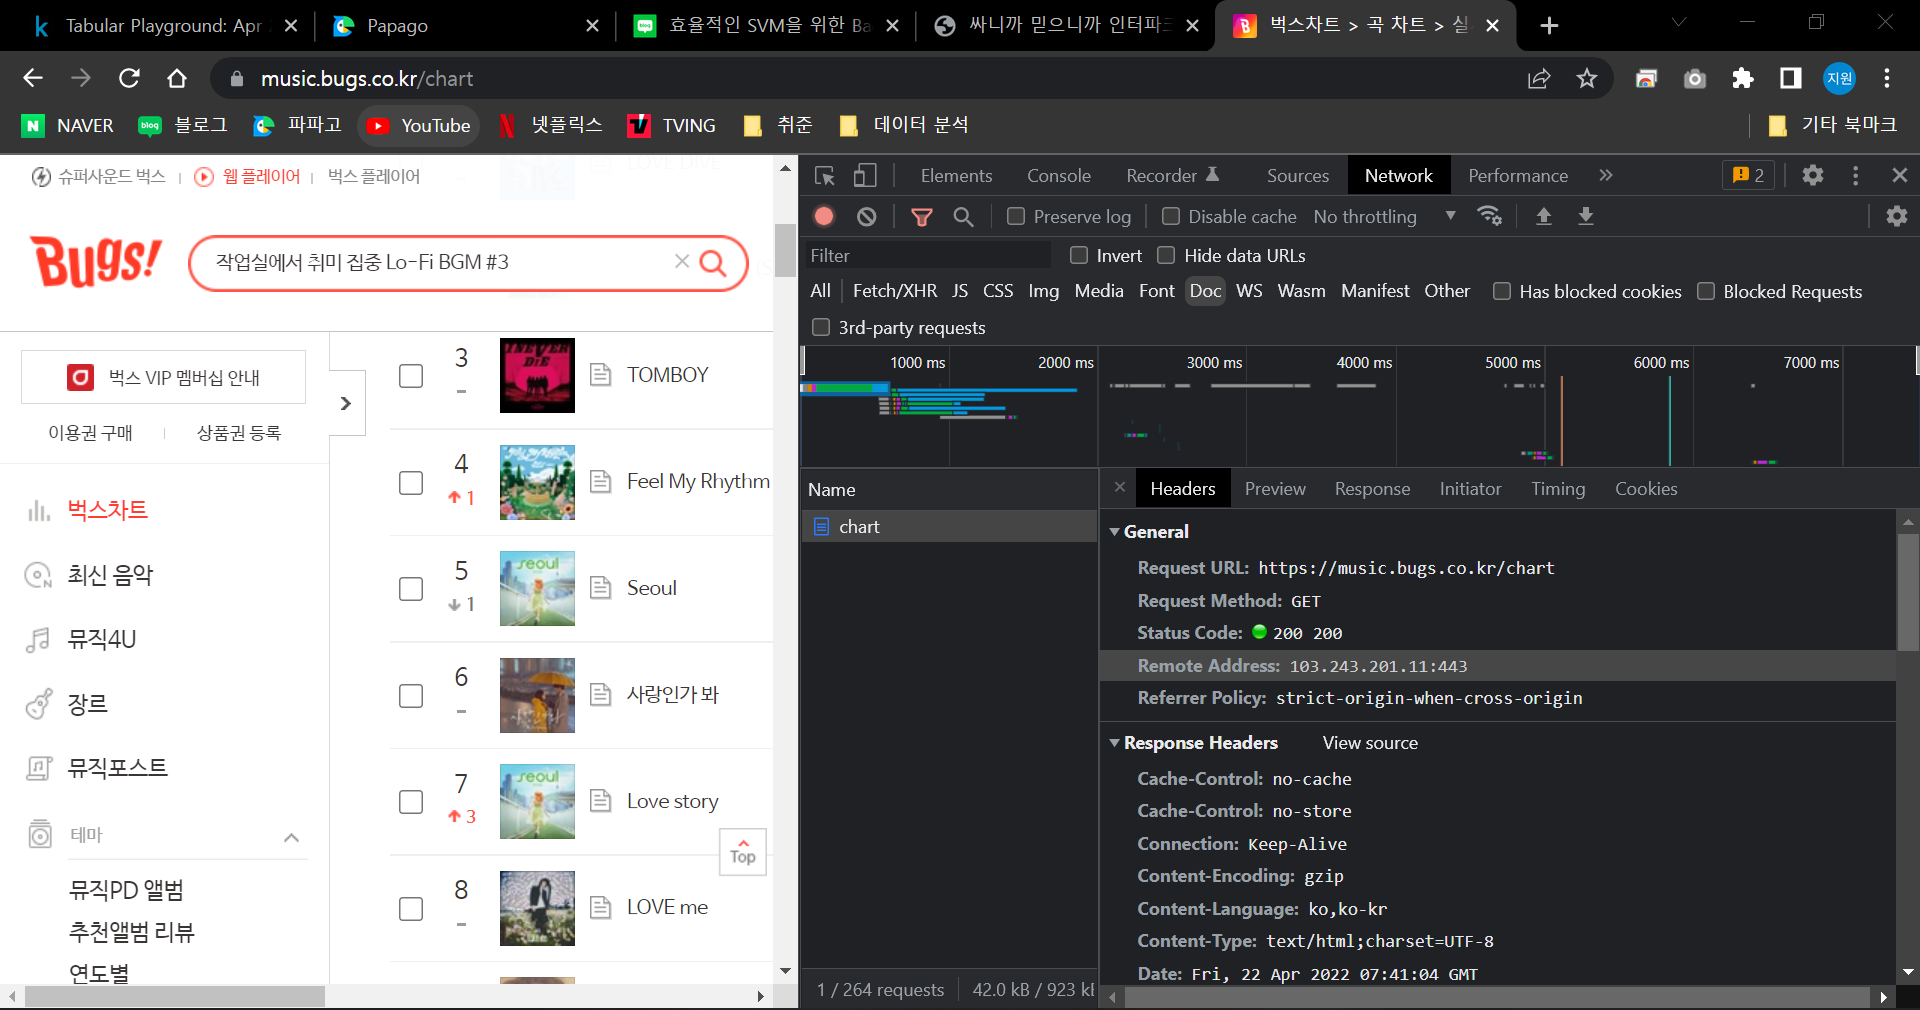 Tabular Playground: Apr
Papago
효율적인 SVM을 위한 Ba
싸니까 믿으니까 인터파크
벅스차트 > 곡 차트 > 실
music.bugs.co.kr/chart
지원
NAVER
블로그
파파고
YouTube
넷플릭스
TVING
취준
데이터 분석
기타 북마크
슈퍼사운드 벅스
웹 플레이어
벅스 플레이어
LOVE DIVE
Bugs!
작업실에서 취미 집중 Lo-Fi BGM #3
벅스 VIP 멤버십 안내
이용권 구매
상품권 등록
벅스차트
최신 음악
뮤직4U
장르
뮤직포스트
테마
뮤직PD 앨범
추천앨범 리뷰
연도별
3
TOMBOY
4
1
Feel My Rhythm
5
1
Seoul
6
사랑인가 봐
7
3
Love story
8
LOVE me
Top
Elements
Console
Recorder
Sources
Network
Performance
2
Preserve log
Disable cache
No throttling
Filter
Invert
Hide data URLs
All
Fetch/XHR
JS
CSS
Img
Media
Font
Doc
WS
Wasm
Manifest
Other
Has blocked cookies
Blocked Requests
3rd-party requests
1000 ms
2000 ms
3000 ms
4000 ms
5000 ms
6000 ms
7000 ms
Name
chart
Headers
Preview
Response
Initiator
Timing
Cookies
General
Request URL: https://music.bugs.co.kr/chart
Request Method: GET
Status Code: 200 200
Remote Address: 103.243.201.11:443
Referrer Policy: strict-origin-when-cross-origin
Response Headers
View source
Cache-Control: no-cache
Cache-Control: no-store
Connection: Keep-Alive
Content-Encoding: gzip
Content-Language: ko,ko-kr
Content-Type: text/html;charset=UTF-8
Date: Fri, 22 Apr 2022 07:41:04 GMT
1 / 264 requests
42.0 kB / 923 kB